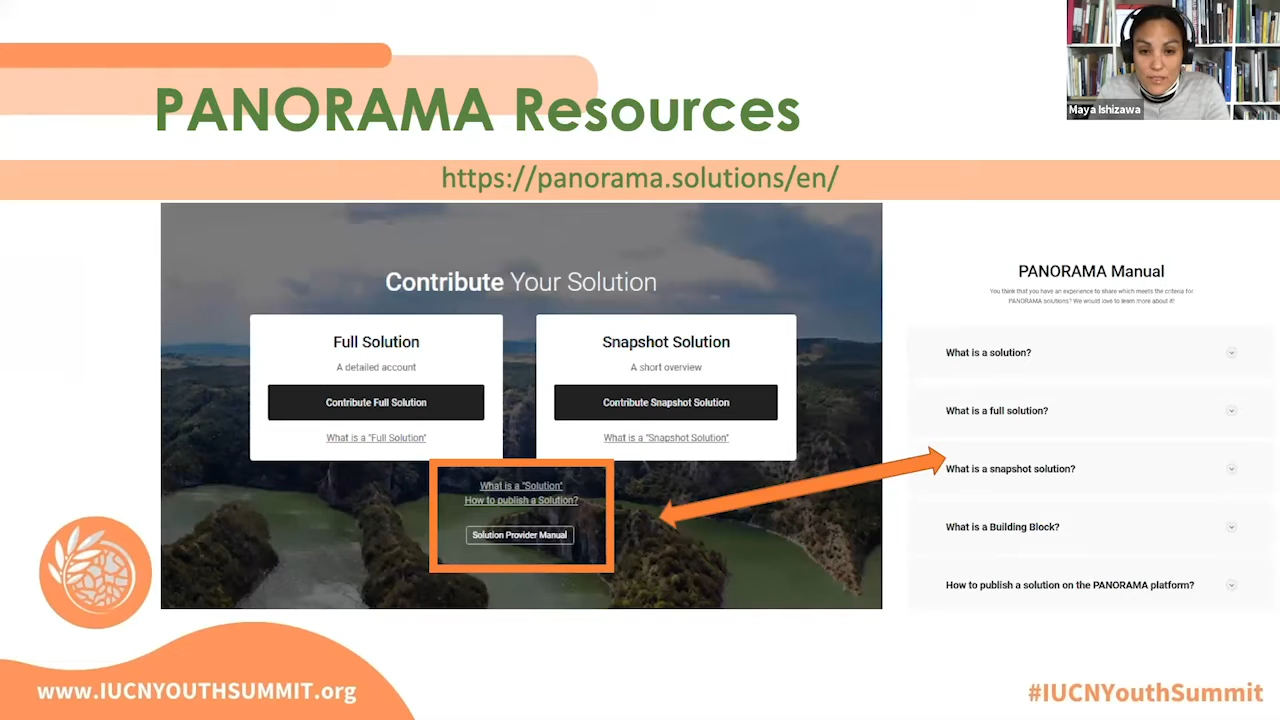 PANORAMA Resources
Maya Ishizawa
https://panorama.solutions/en/
Contribute Your Solution
Full Solution
A detailed account
Contribute Full Solution
What is a "Full Solution"
Snapshot Solution
A short overview
Contribute Snapshot Solution
What is a "Snapshot Solution"
What is a "Solution"
How to publish a Solution?
Solution Provider Manual
PANORAMA Manual
You think that you have an experience to share which meets the criteria for
PANORAMA solutions? We would love to learn more about it!
What is a solution?
What is a full solution?
What is a snapshot solution?
What is a Building Block?
How to publish a solution on the PANORAMA platform?
www.IUCNYOUTHSUMMIT.org
#IUCNYouthSummit